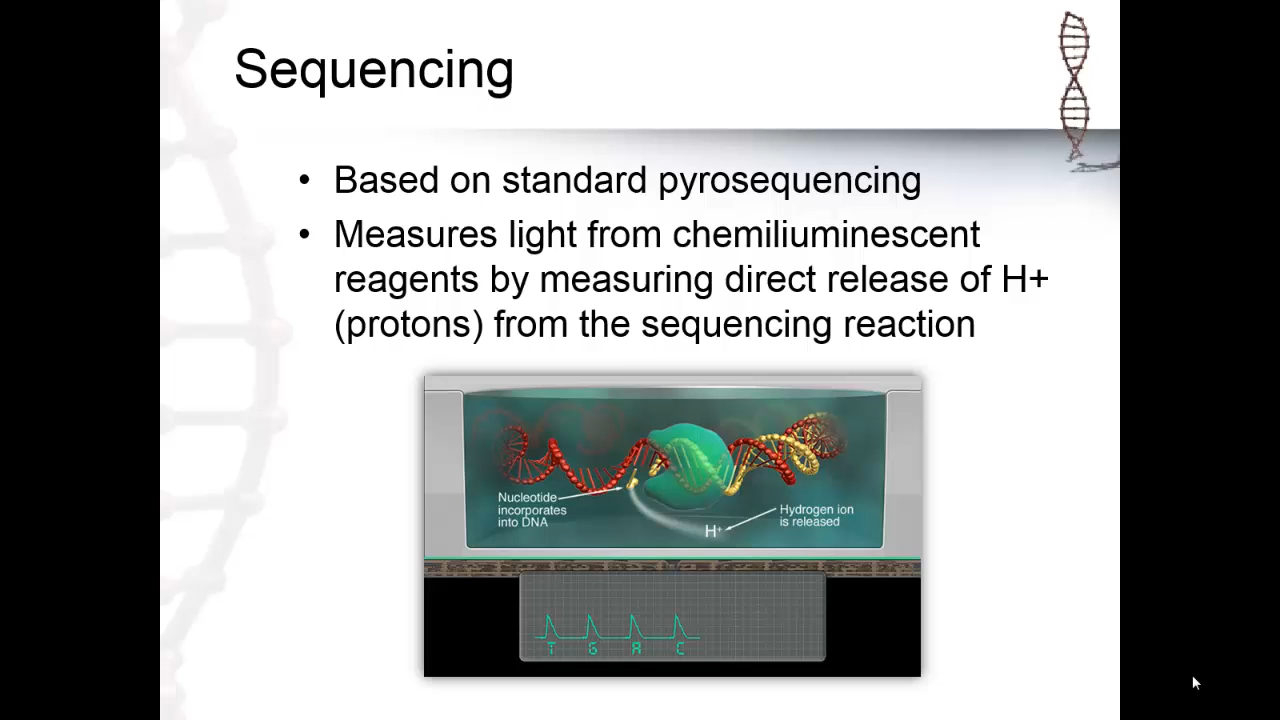 Sequencing
• Based on standard pyrosequencing
• Measures light from chemiliuminescent
reagents by measuring direct release of H+
(protons) from the sequencing reaction
Nucleotide
incorporates
into DNA
Hydrogen ion
is released
H+
T G A C